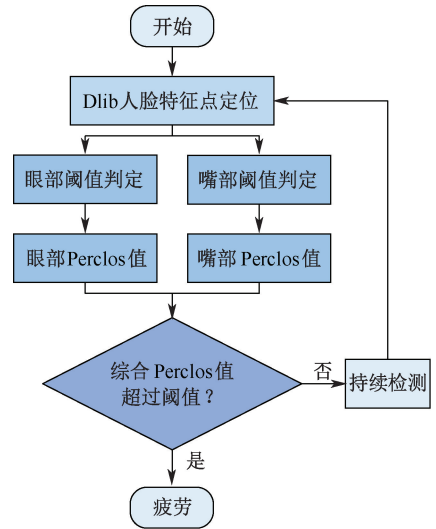 开始
Dlib人脸特征点定位
眼部阈值判定
嘴部阈值判定
眼部Perclos值
嘴部 Perclos值
综合 Perclos值
超过阈值？
否
持续检测
是
疲劳